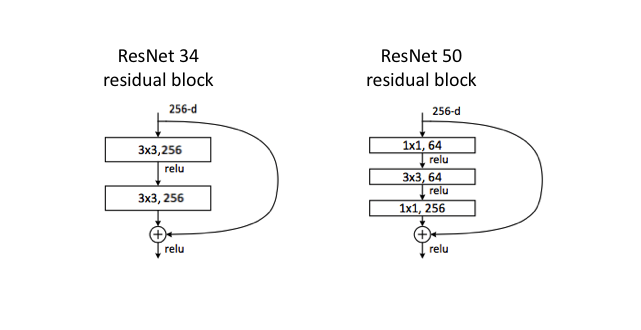 ResNet 34
residual block
256-d
3x3,256
relu
3x3, 256
+
relu
ResNet 50
residual block
256-d
1x1, 64
relu
3x3, 64
relu
1x1, 256
+
relu